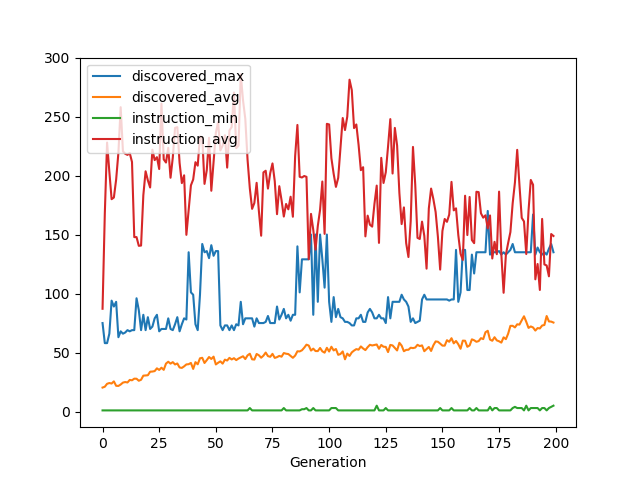 300
250
200
150
100
50
0
discovered_max
discovered_avg
instruction_min
instruction_avg
0 25 50 75 100 125 150 175 200
Generation